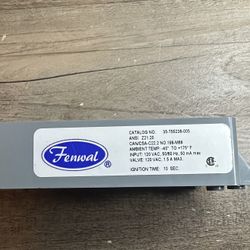 CATALOG NO. 35-765238-005
ANSI Z21.20
CAN/CSA-C22.2 NO.199-M89
AMBIENT TEMP. -40° TO +175° F
INPUT: 120 VAC, 50/60 Hz, 50 mA max
VALVE: 120 VAC, 1.5 A MAX.
IGNITION TIME: 10 SEC.
Fenwal
®